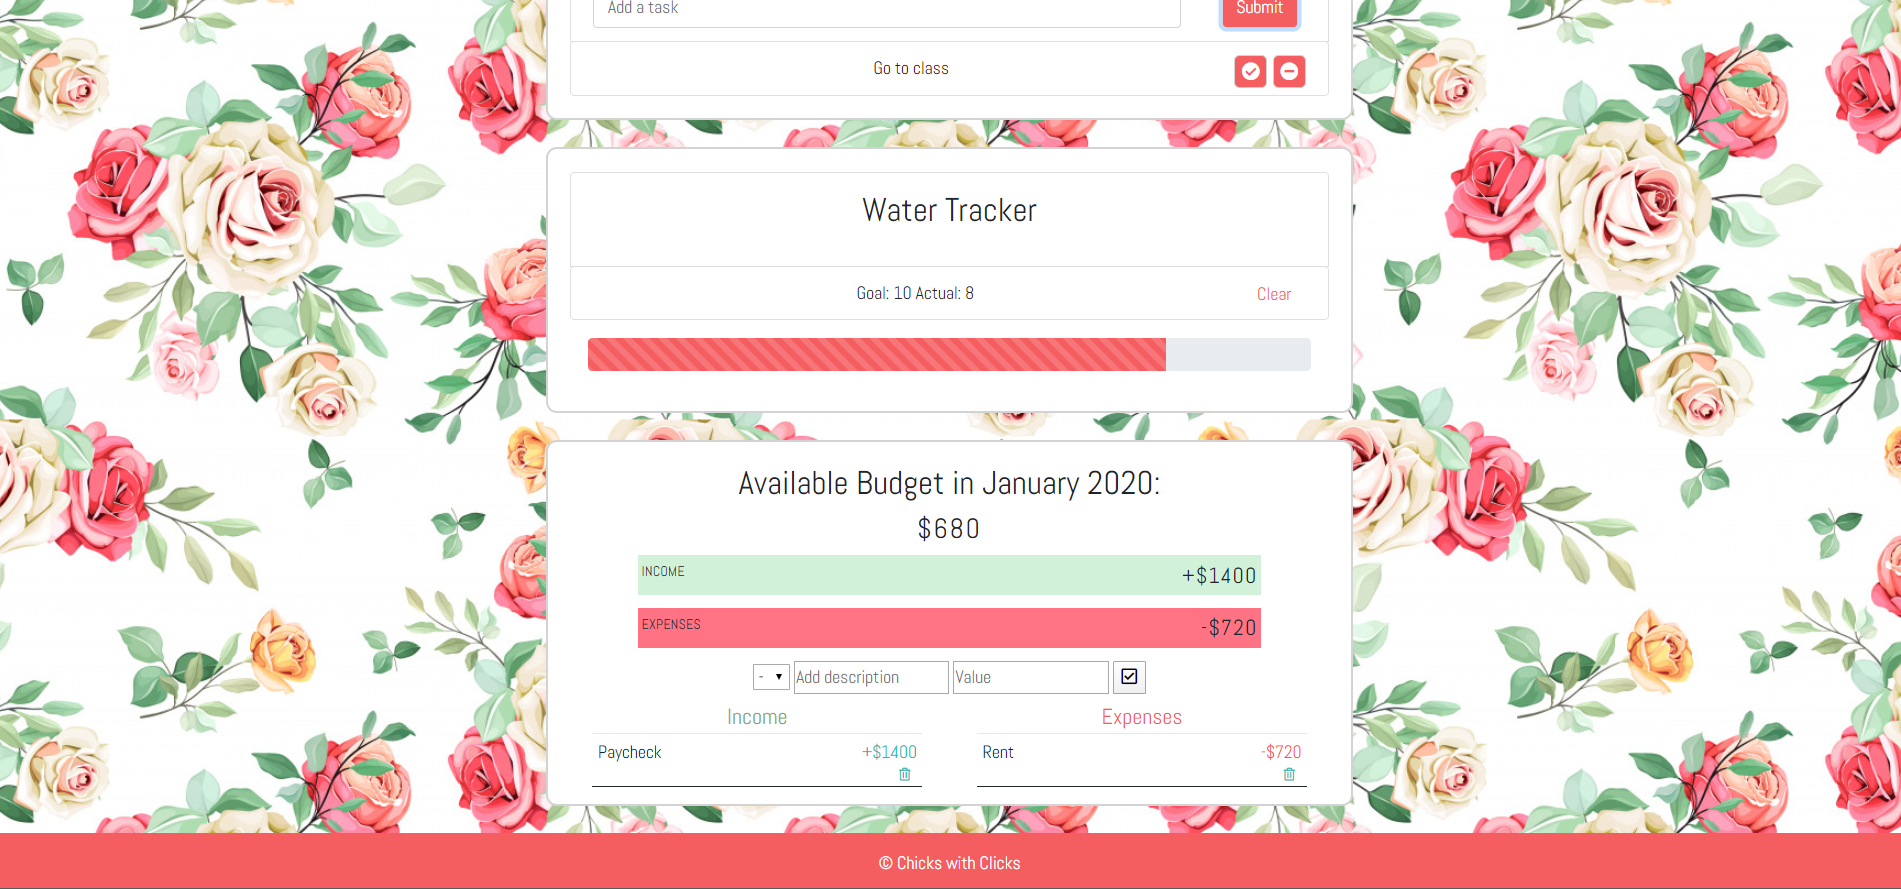 Add a task
Submit
Go to class
Water Tracker
Goal: 10 Actual: 8
Clear
Available Budget in January 2020:
$680
INCOME +$1400
EXPENSES -$720
- Add description Value
Income
Paycheck +$1400
Expenses
Rent -$720
© Chicks with Clicks